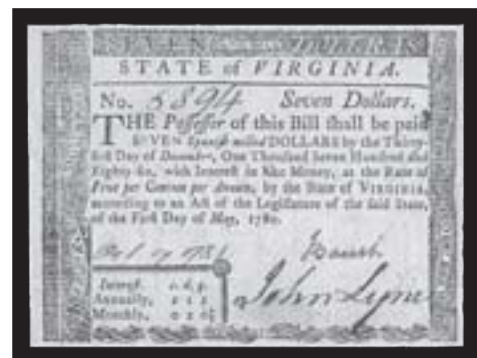 SEVEN
STATE of VIRGINIA.
No. 5894 Seven Dollars.
THE Possessor of this Bill shall be paid
SEVEN Spanish milled DOLLARS by the Thirty-
first Day of December, One Thousand Seven Hundred and
Eighty-six, with Interest in like Money, at the Rate of
Five per Centum per Annum, by the State of VIRGINIA,
according to an Act of the Legislature of the said State,
of the First Day of May, 1780.
1781
Interest. s. d. q.
Annually,
Monthly,
John Lyne